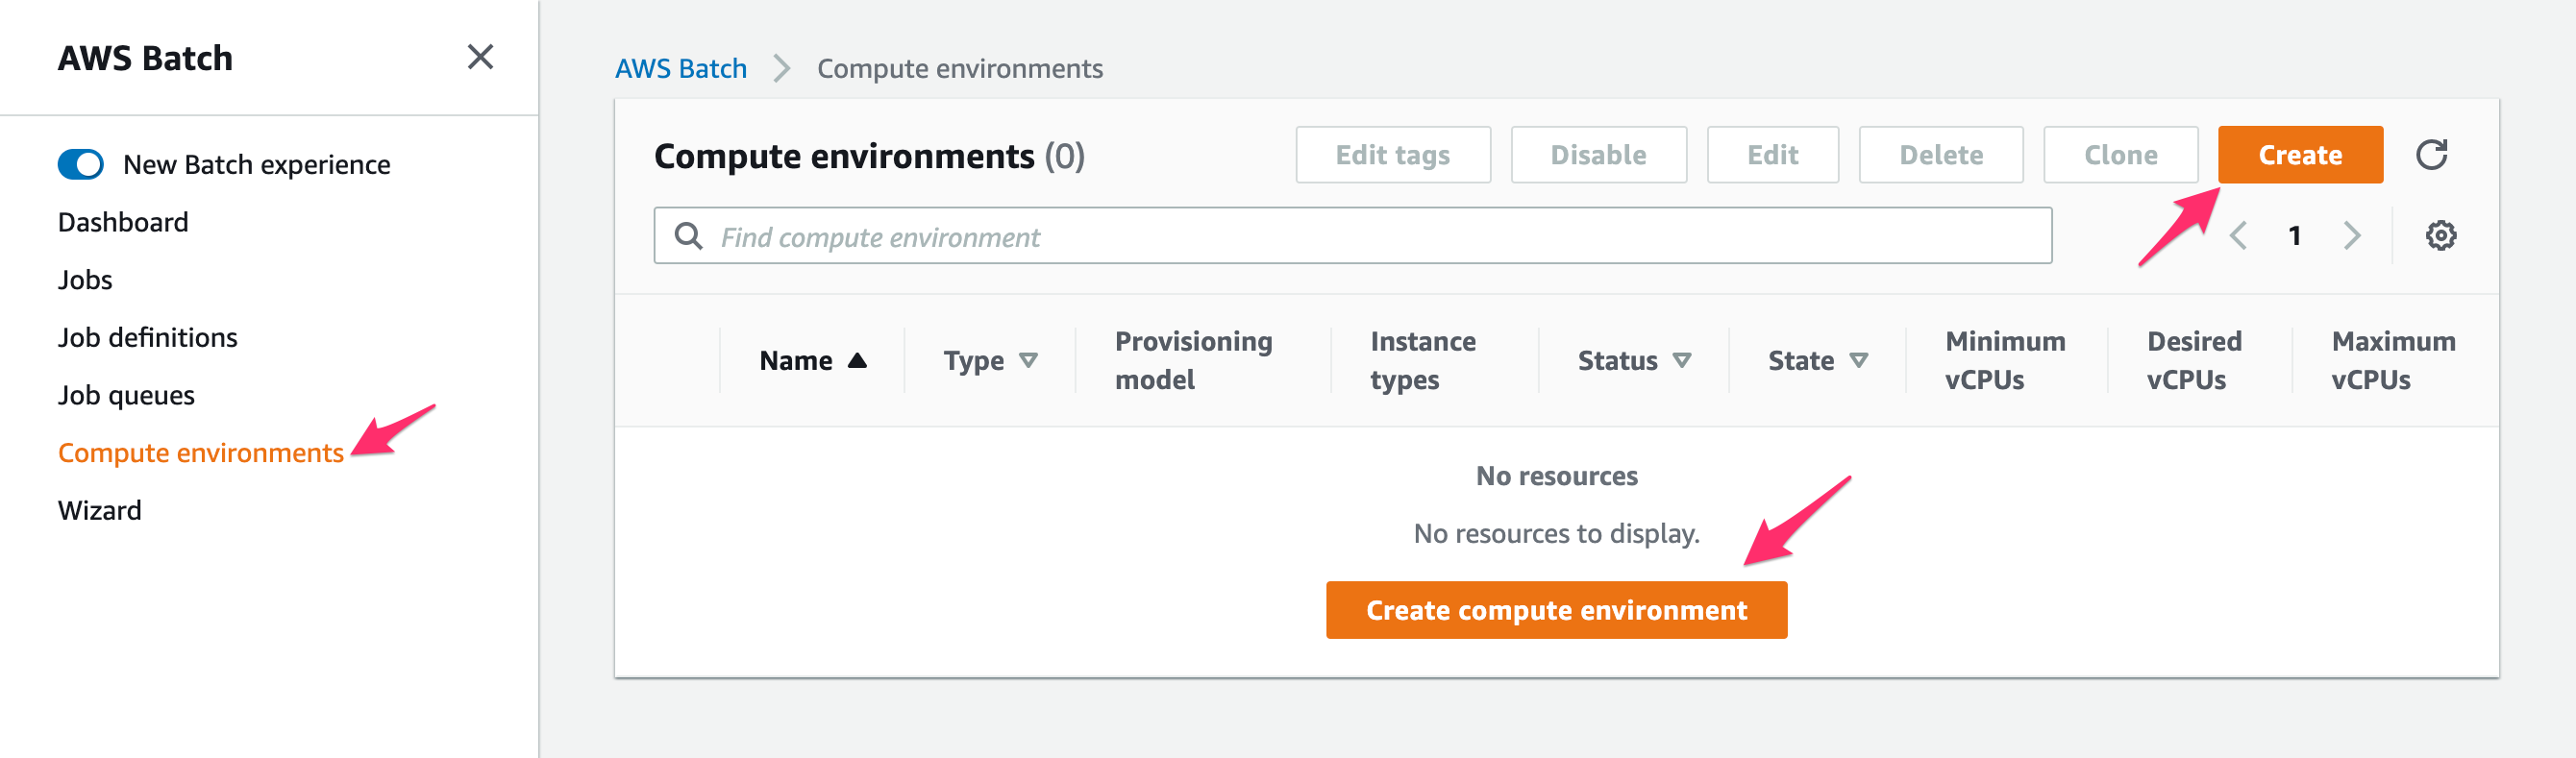 AWS Batch
New Batch experience
Dashboard
Jobs
Job definitions
Job queues
Compute environments
Wizard
AWS Batch Compute environments
Compute environments (0)
Edit tags Disable Edit Delete Clone Create
Find compute environment
1
Name Type Provisioning model Instance types Status State Minimum vCPUs Desired vCPUs Maximum vCPUs
No resources
No resources to display.
Create compute environment